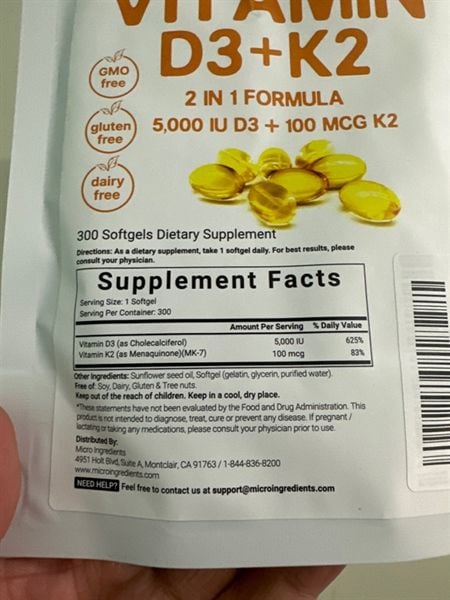 VITAMIN
D3+K2
GMO
free
2 IN 1 FORMULA
gluten
free
5,000 IU D3 + 100 MCG K2
dairy
free
300 Softgels Dietary Supplement
Directions: As a dietary supplement, take 1 softgel daily. For best results, please
consult your physician.
Supplement Facts
Serving Size: 1 Softgel
Serving Per Container: 300
Amount Per Serving % Daily Value
Vitamin D3 (as Cholecalciferol) 5,000 IU 625%
Vitamin K2 (as Menaquinone)(MK-7) 100 mcg 83%
Other Ingredients: Sunflower seed oil, Softgel (gelatin, glycerin, purified water).
Free of: Soy, Dairy, Gluten & Tree nuts.
Keep out of the reach of children. Keep in a cool, dry place.
*These statements have not been evaluated by the Food and Drug Administration. This
product is not intended to diagnose, treat, cure or prevent any disease. If pregnant /
lactating or taking any medications, please consult your physician prior to use.
Distributed By:
Micro Ingredients
4951 Holt Blvd, Suite A, Montclair, CA 91763 / 1-844-836-8200
www.microingredients.com
NEED HELP? Feel free to contact us at support@microingredients.com